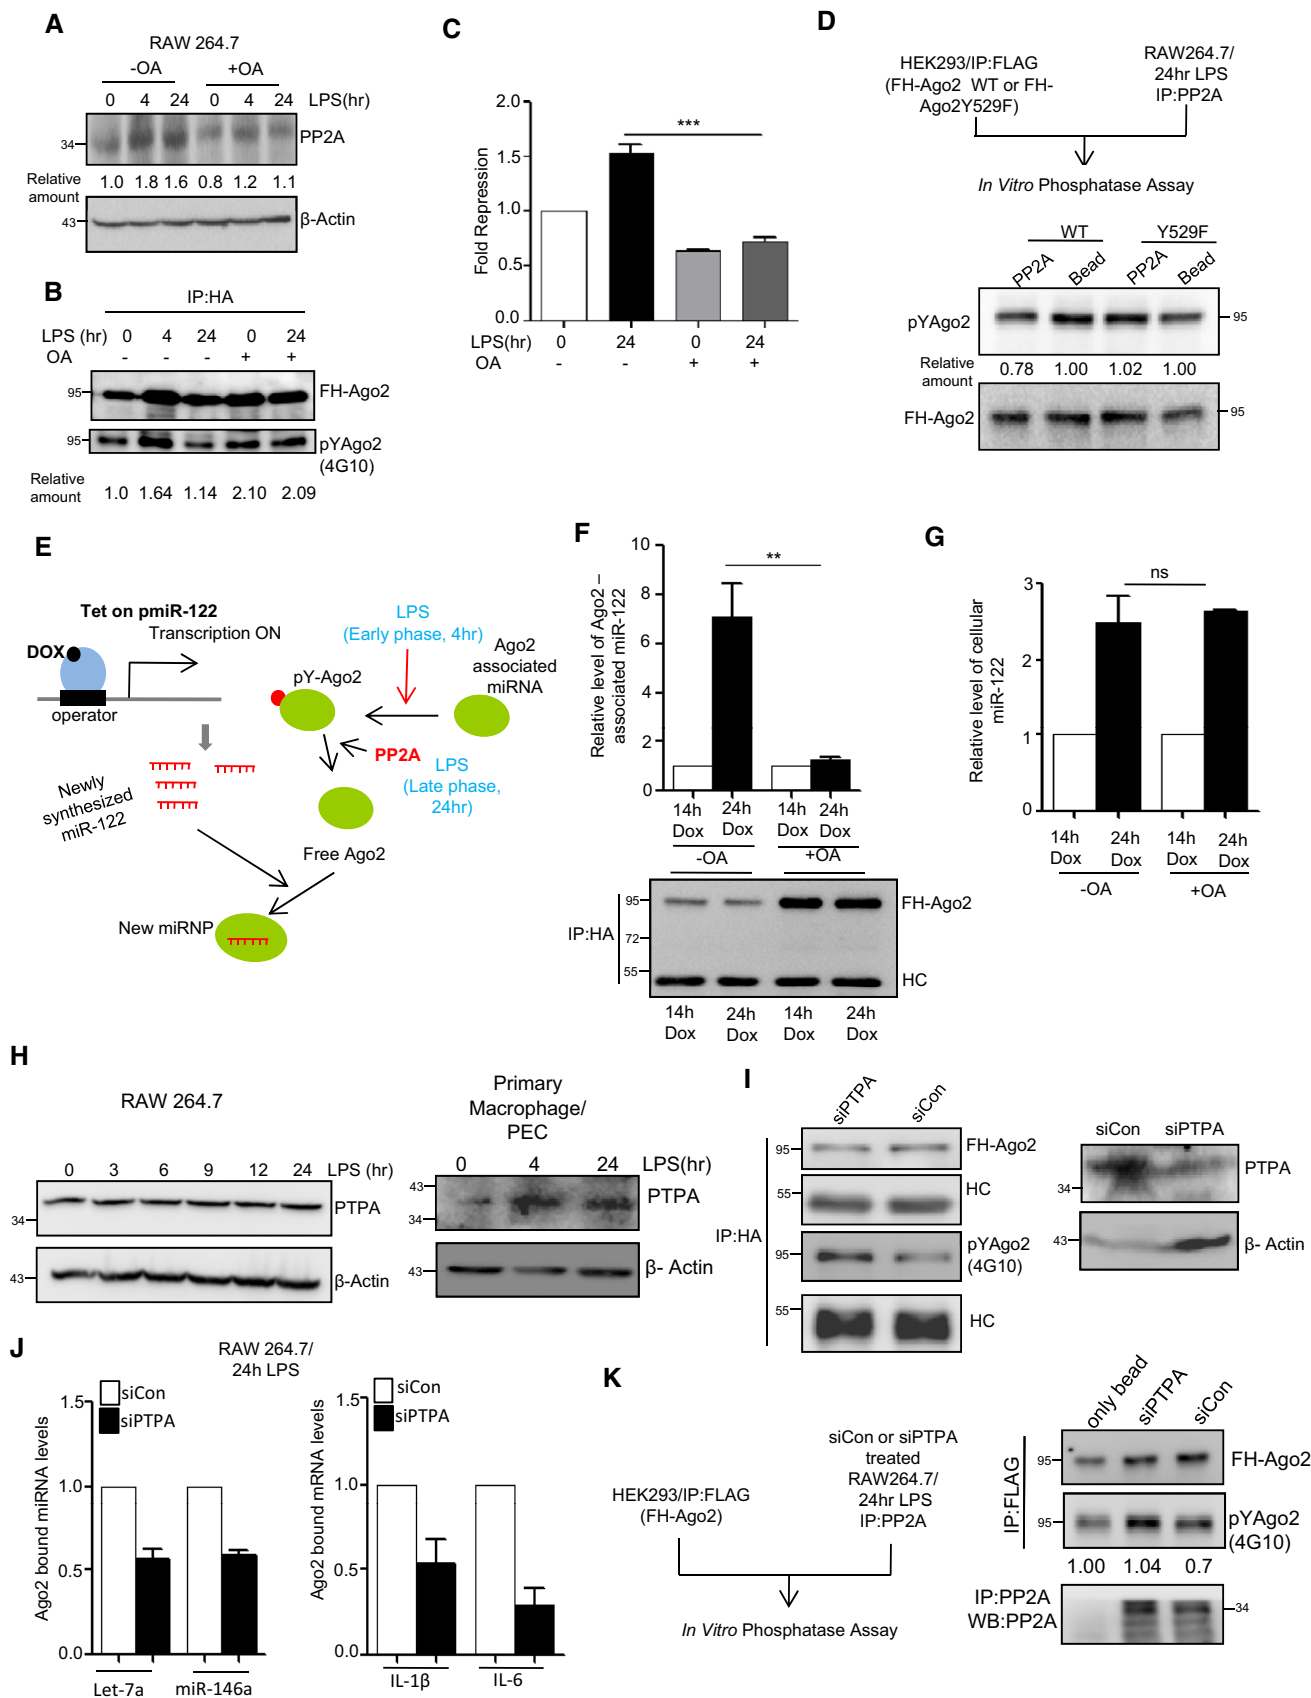 A
RAW 264.7
-OA +OA
0 4 24 0 4 24 LPS(hr)
34
PP2A
Relative
amount
1.0 1.8 1.6 0.8 1.2 1.1
43
β-Actin
B
IP:HA
LPS (hr) 0 4 24 0 24
OA - - - + +
95
FH-Ago2
95
pYAgo2
(4G10)
Relative
amount
1.0 1.64 1.14 2.10 2.09
C
Fold Repression
2.0
1.5
1.0
0.5
0.0
***
LPS(hr) 0 24 0 24
OA - - + +
D
HEK293/IP:FLAG
(FH-Ago2 WT or FH-
Ago2Y529F)
RAW264.7/
24hr LPS
IP:PP2A
In Vitro Phosphatase Assay
WT Y529F
PP2A Bead PP2A Bead
pYAgo2
95
Relative
amount
0.78 1.00 1.02 1.00
FH-Ago2
95
E
Tet on pmiR-122
Transcription ON
DOX
operator
Newly
synthesized
miR-122
LPS
(Early phase, 4hr)
pY-Ago2
Ago2
associated
miRNA
PP2A
LPS
(Late phase,
24hr)
Free Ago2
New miRNP
F
Relative level of Ago2 –
associated miR-122
10
8
6
4
2
0
**
14h
Dox
24h
Dox
14h
Dox
24h
Dox
-OA +OA
IP:HA
95
72
55
FH-Ago2
HC
14h
Dox
24h
Dox
14h
Dox
24h
Dox
G
Relative level of cellular
miR-122
3
2
1
0
ns
14h
Dox
24h
Dox
14h
Dox
24h
Dox
-OA +OA
H
RAW 264.7
0 3 6 9 12 24 LPS (hr)
34
PTPA
43
β-Actin
Primary
Macrophage/
PEC
0 4 24 LPS(hr)
43
34
PTPA
43
β- Actin
I
siPTPA siCon
IP:HA
95
FH-Ago2
55
HC
95
pYAgo2
(4G10)
55
HC
siCon siPTPA
34
PTPA
43
β- Actin
J
RAW 264.7/
24h LPS
siCon
siPTPA
Ago2 bound miRNA levels
1.5
1.0
0.5
0.0
Let-7a miR-146a
siCon
siPTPA
Ago2 bound mRNA levels
1.5
1.0
0.5
0.0
IL-1β IL-6
K
HEK293/IP:FLAG
(FH-Ago2)
siCon or siPTPA
treated
RAW264.7/
24hr LPS
IP:PP2A
In Vitro Phosphatase Assay
only bead siPTPA siCon
IP:FLAG
95
FH-Ago2
95
pYAgo2
(4G10)
1.00 1.04 0.7
IP:PP2A
WB:PP2A
34